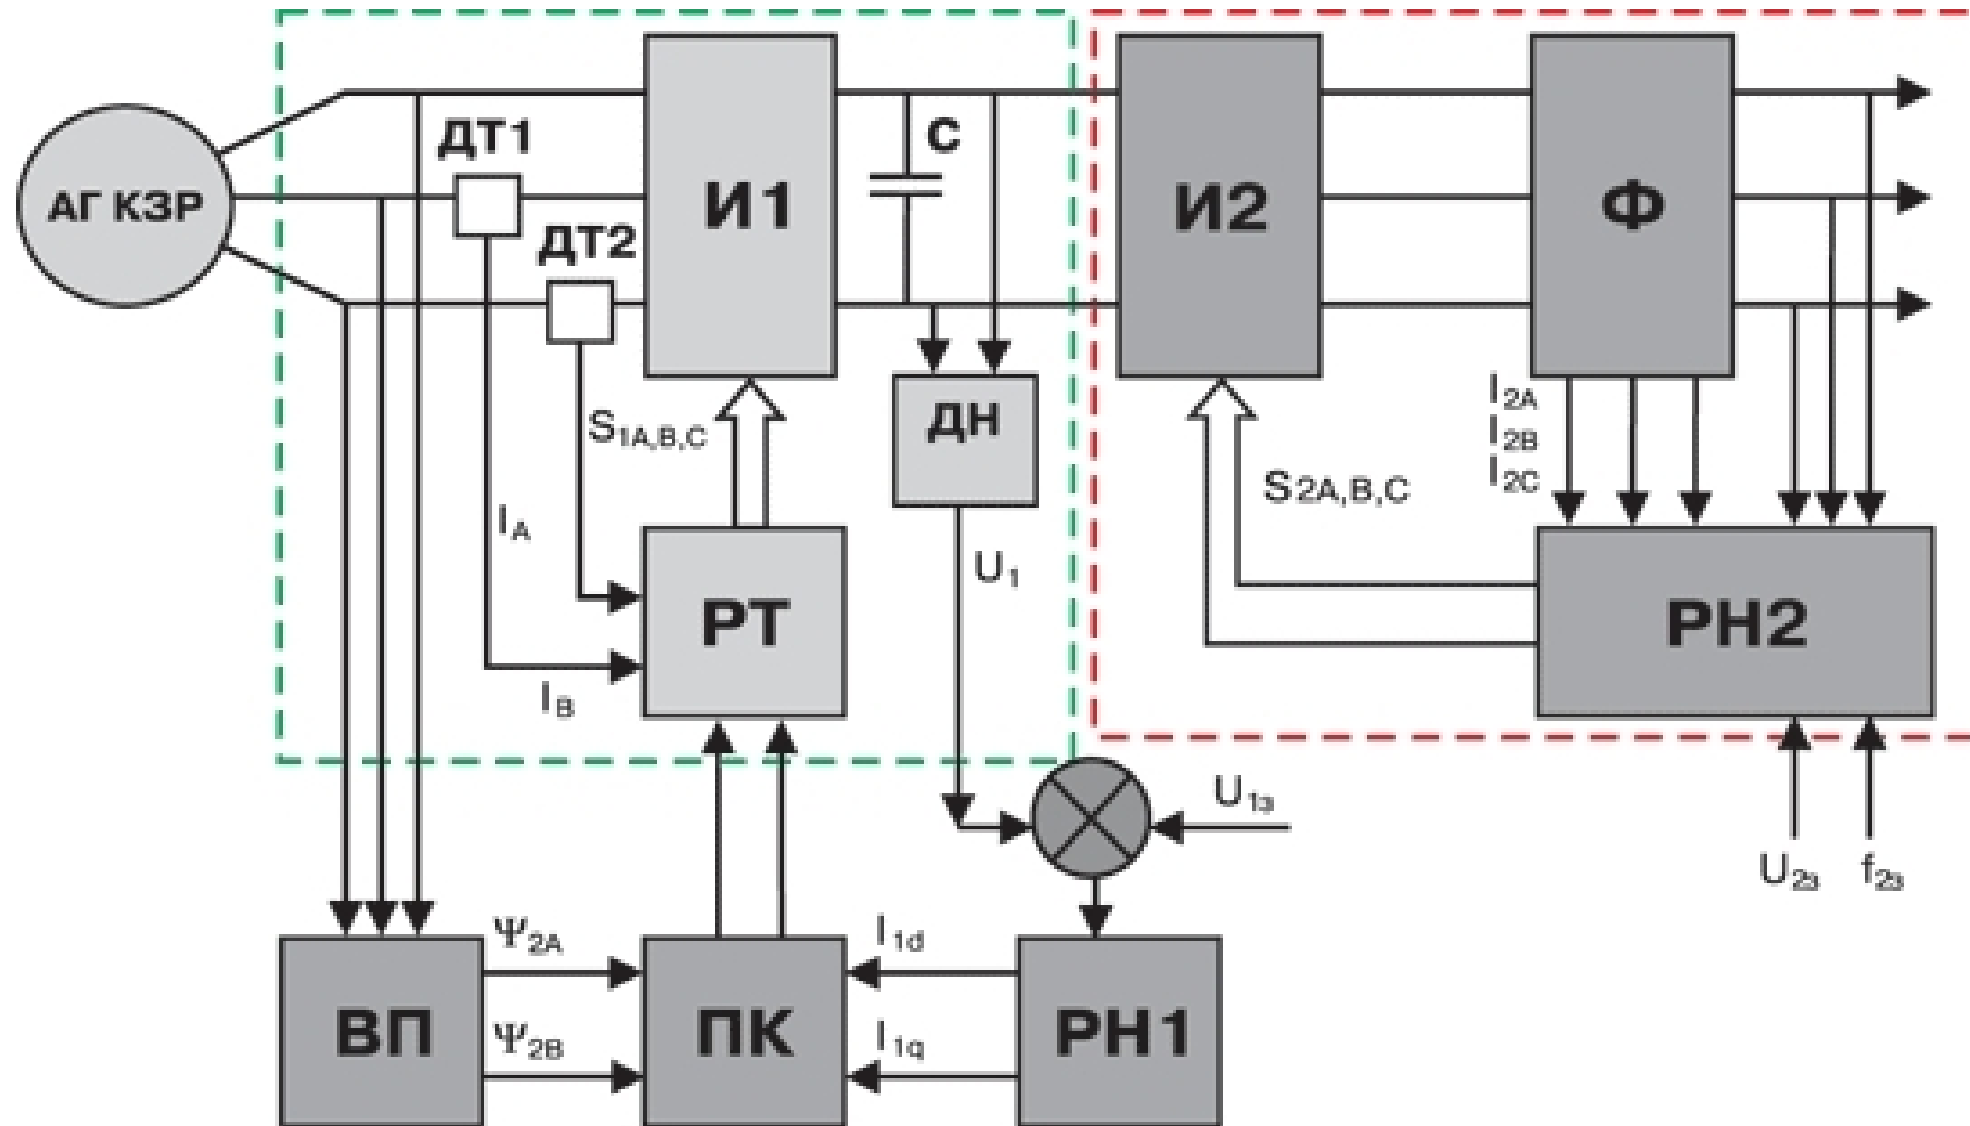 ДТ1
C
АГ КЗР
И1
И2
Ф
ДТ2
ДН
I2A
I2B
I2C
S1A,B,C
S2A,B,C
IA
U1
РТ
РН2
IB
U1з
U2з
f2з
Ψ2A
I1d
ВП
ПК
РН1
Ψ2B
I1q